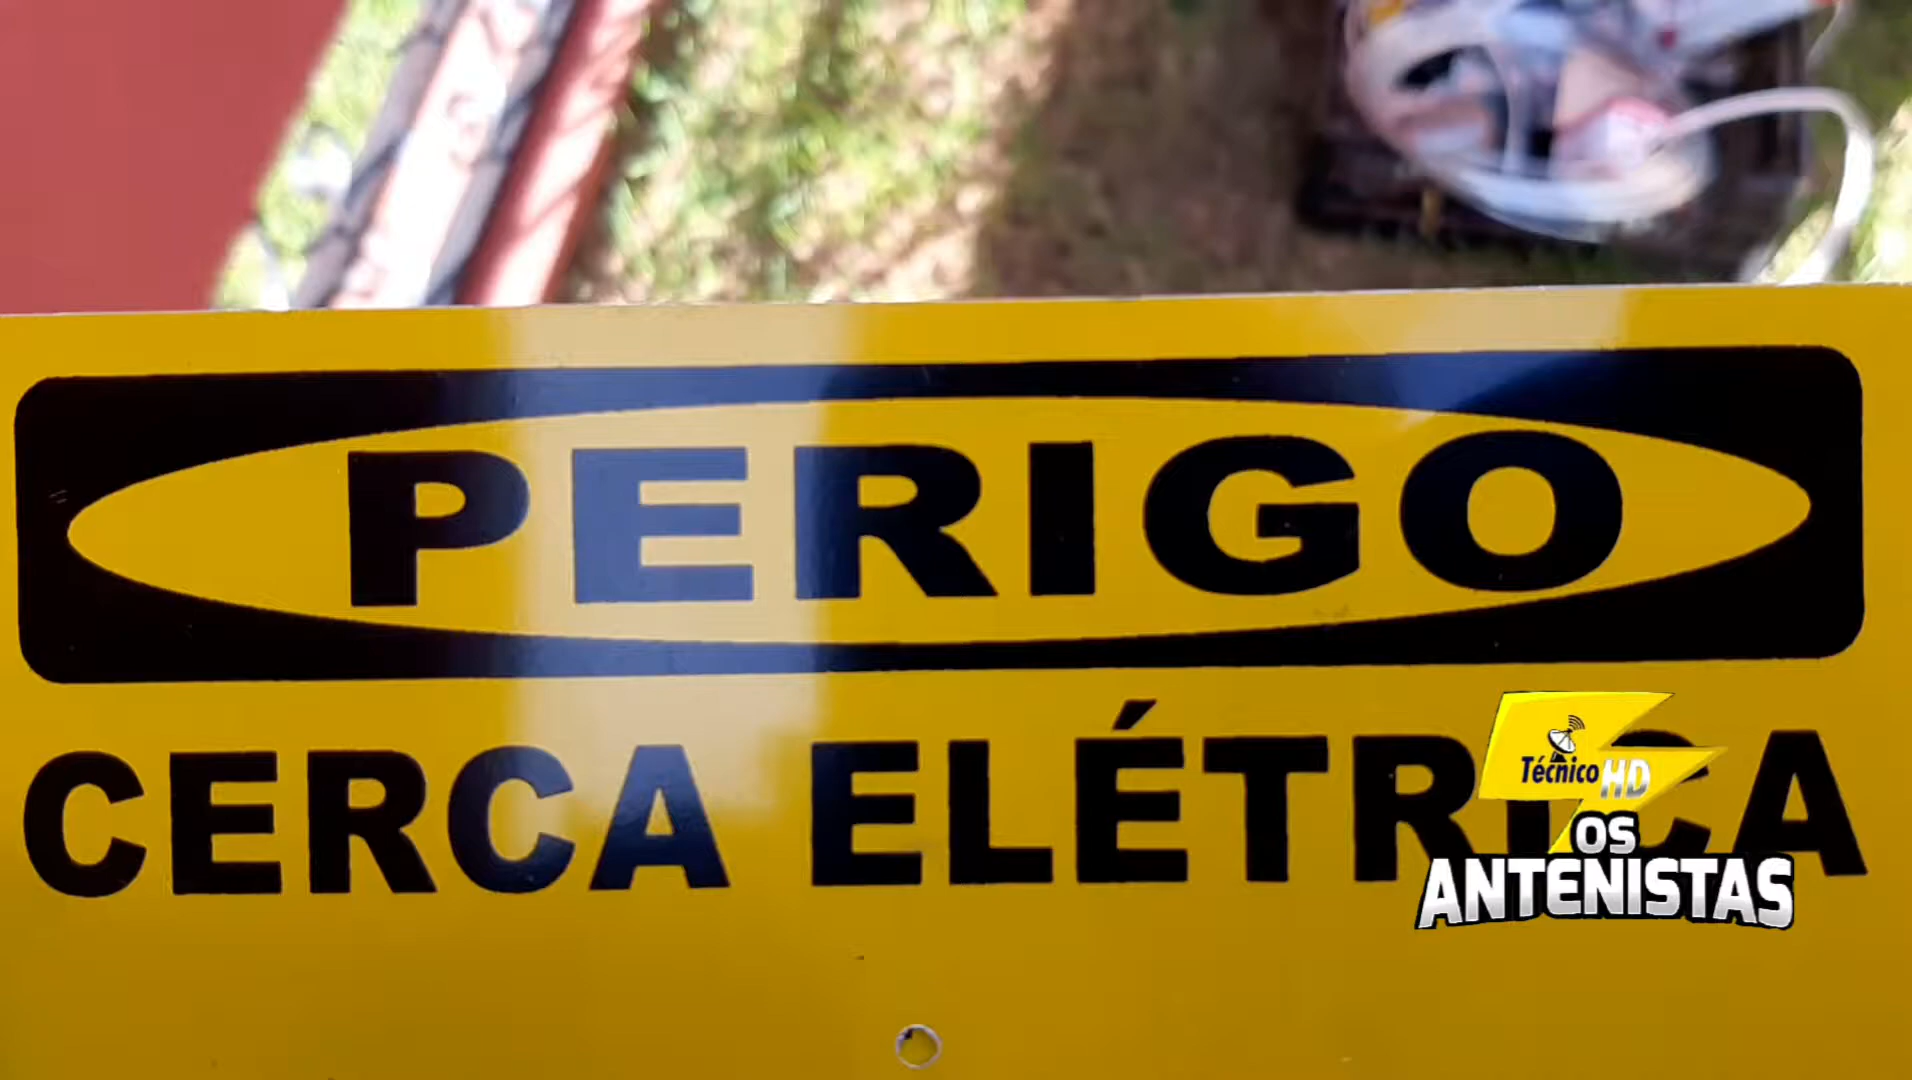 PERIGO
CERCA ELÉTRICA
Técnico HD
OS
ANTENISTAS